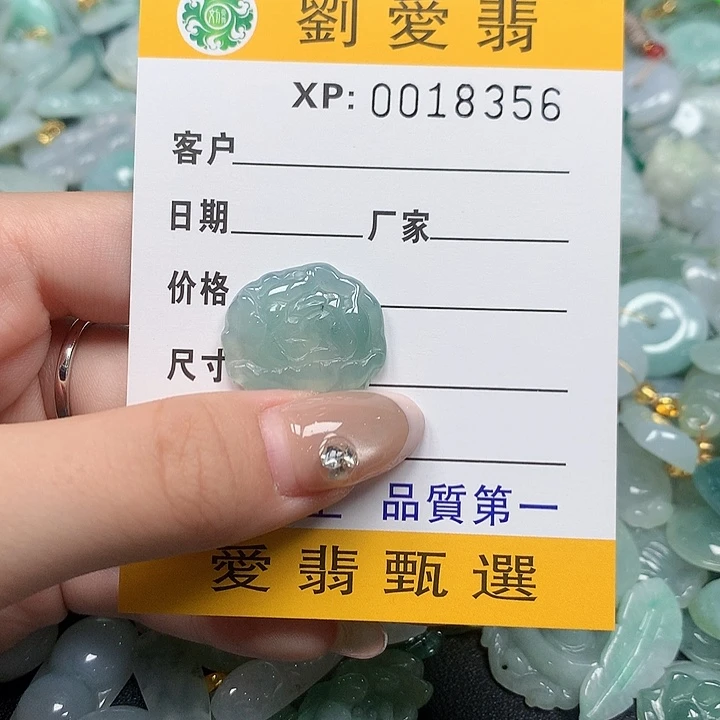 劉愛翡
XP: 0018356
客户
日期 厂家
价格
尺寸
品質第一
愛翡甄選